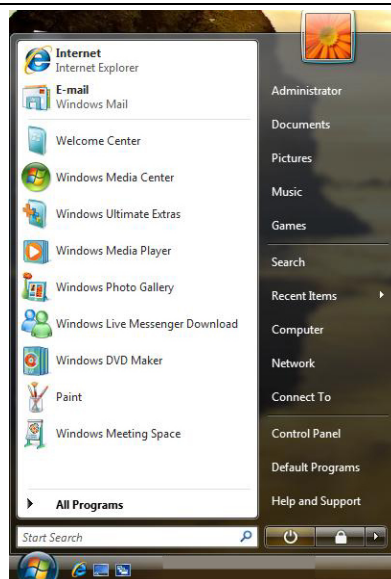 Internet
Internet Explorer
E-mail
Windows Mail
Welcome Center
Windows Media Center
Windows Ultimate Extras
Windows Media Player
Windows Photo Gallery
Windows Live Messenger Download
Windows DVD Maker
Paint
Windows Meeting Space
All Programs
Start Search
Administrator
Documents
Pictures
Music
Games
Search
Recent Items
Computer
Network
Connect To
Control Panel
Default Programs
Help and Support